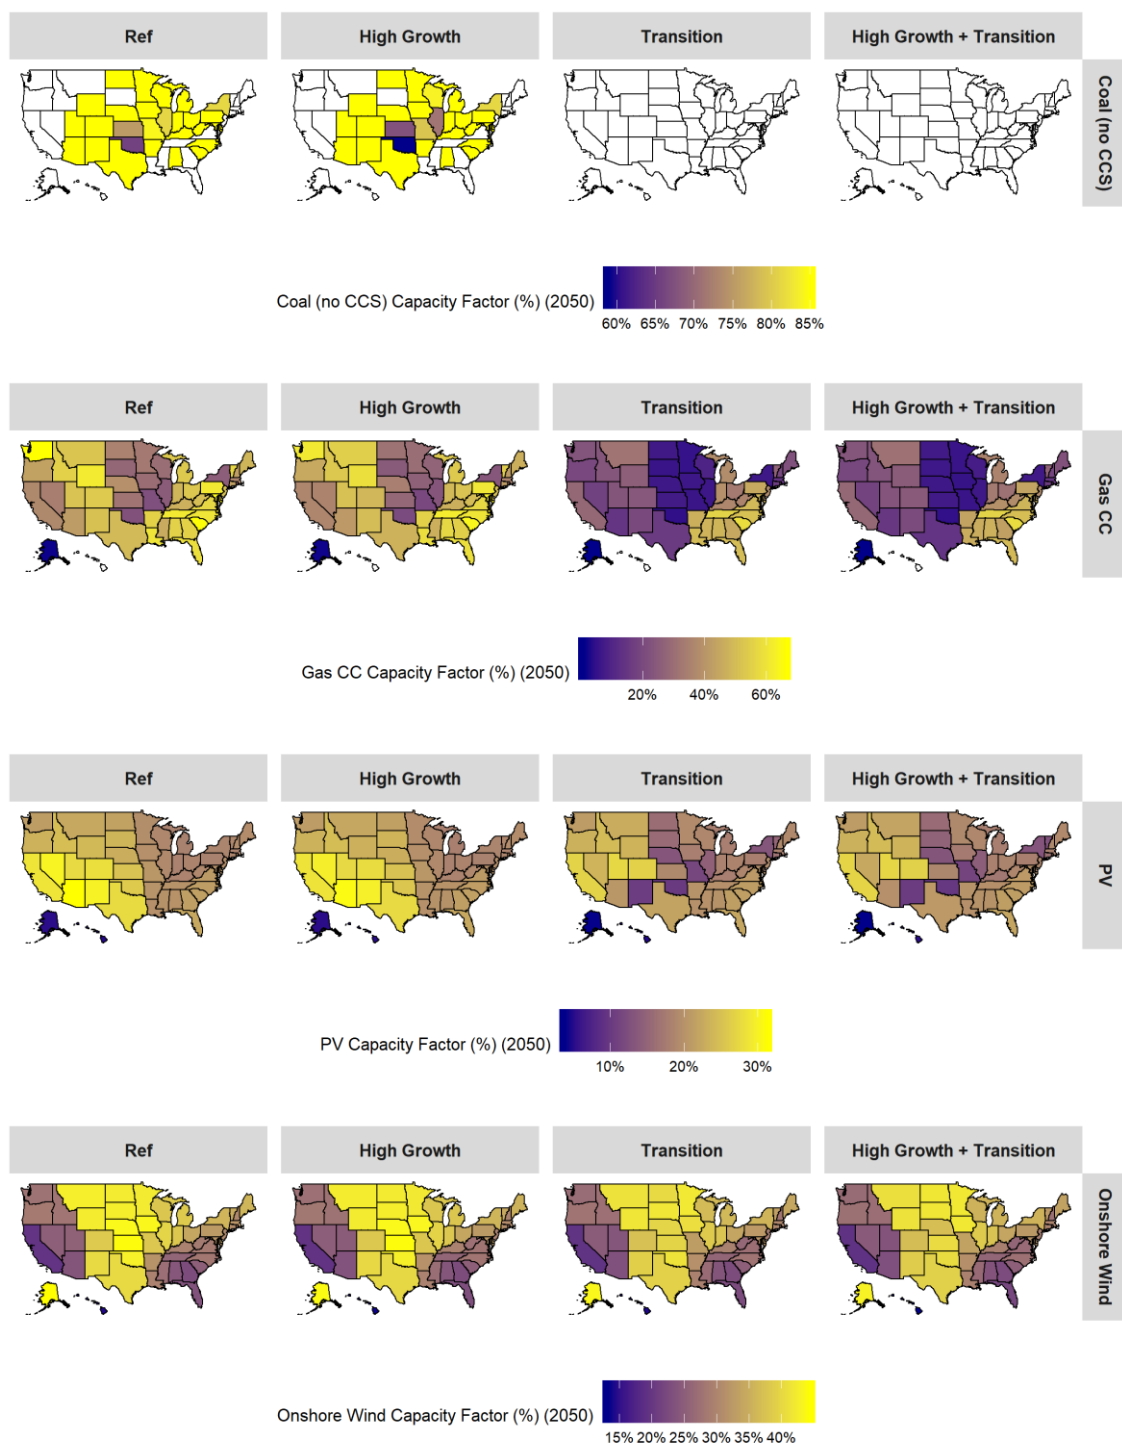 Ref
High Growth
Transition
High Growth + Transition
Coal (no CCS)
Coal (no CCS) Capacity Factor (%) (2050)
60% 65% 70% 75% 80% 85%
Ref
High Growth
Transition
High Growth + Transition
Gas CC
Gas CC Capacity Factor (%) (2050)
20% 40% 60%
Ref
High Growth
Transition
High Growth + Transition
PV
PV Capacity Factor (%) (2050)
10% 20% 30%
Ref
High Growth
Transition
High Growth + Transition
Onshore Wind
Onshore Wind Capacity Factor (%) (2050)
15% 20% 25% 30% 35% 40%